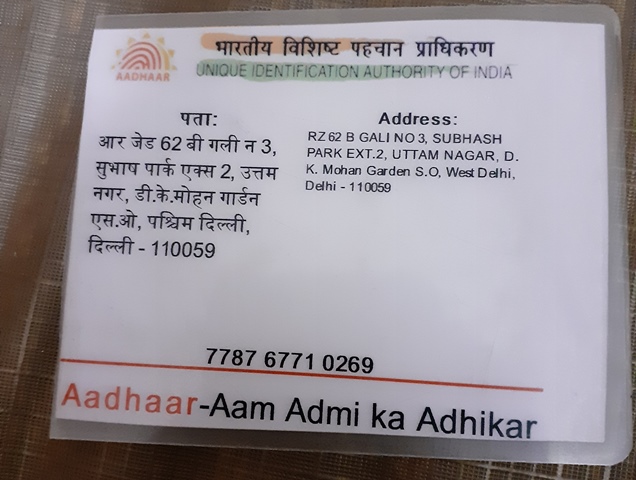 भारतीय विशिष्ट पहचान प्राधिकरण
UNIQUE IDENTIFICATION AUTHORITY OF INDIA
AADHAAR
पता:
आर जेड 62 बी गली न 3,
सुभाष पार्क एक्स 2, उत्तम
नगर, डी.के.मोहन गार्डन
एस.ओ, पश्चिम दिल्ली,
दिल्ली - 110059
Address:
RZ 62 B GALI NO 3, SUBHASH
PARK EXT.2, UTTAM NAGAR, D.
K. Mohan Garden S.O, West Delhi,
Delhi - 110059
7787 6771 0269
Aadhaar-Aam Admi ka Adhikar